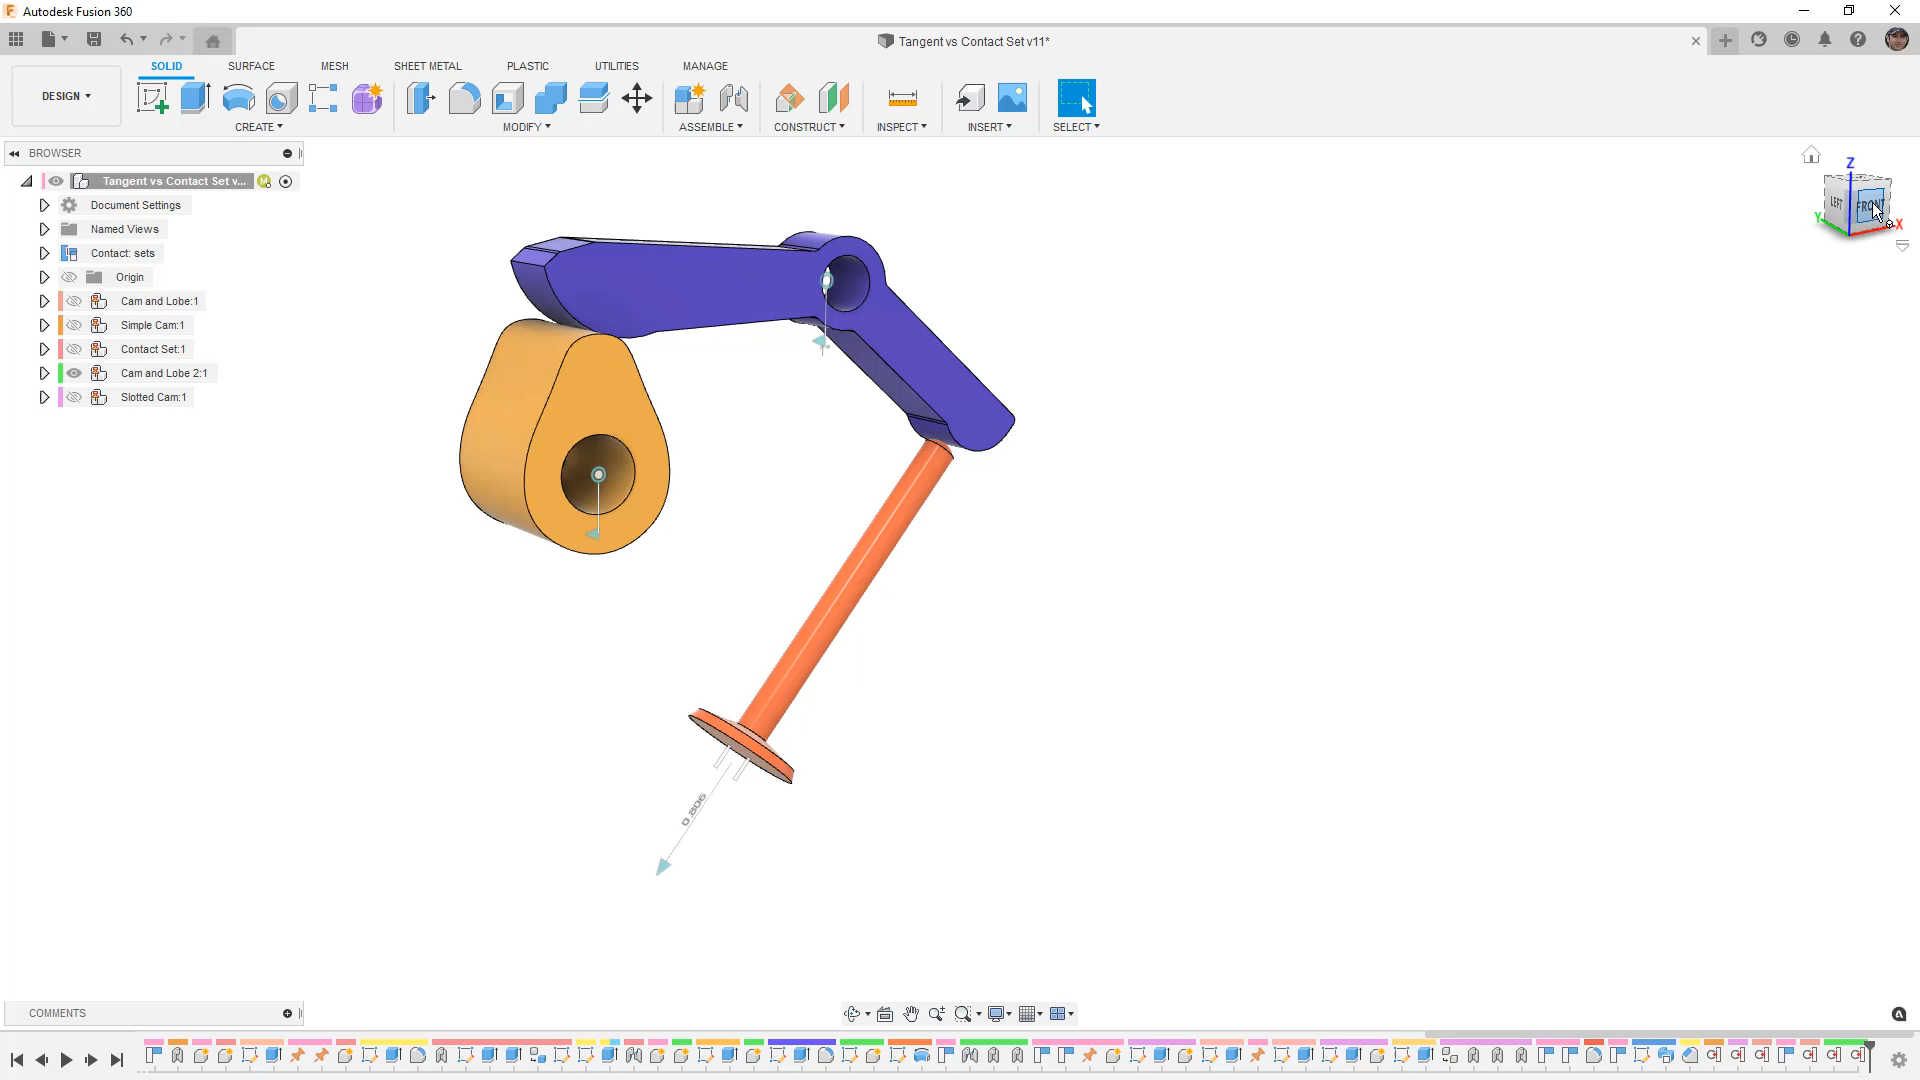 Autodesk Fusion 360
Tangent vs Contact Set v11*
SOLID SURFACE MESH SHEET METAL PLASTIC UTILITIES MANAGE
DESIGN
CREATE MODIFY ASSEMBLE CONSTRUCT INSPECT INSERT SELECT
BROWSER
Tangent vs Contact Set v...
Document Settings
Named Views
Contact: sets
Origin
Cam and Lobe:1
Simple Cam:1
Contact Set:1
Cam and Lobe 2:1
Slotted Cam:1
Z
LEFT FRONT
Y X
0.806
COMMENTS